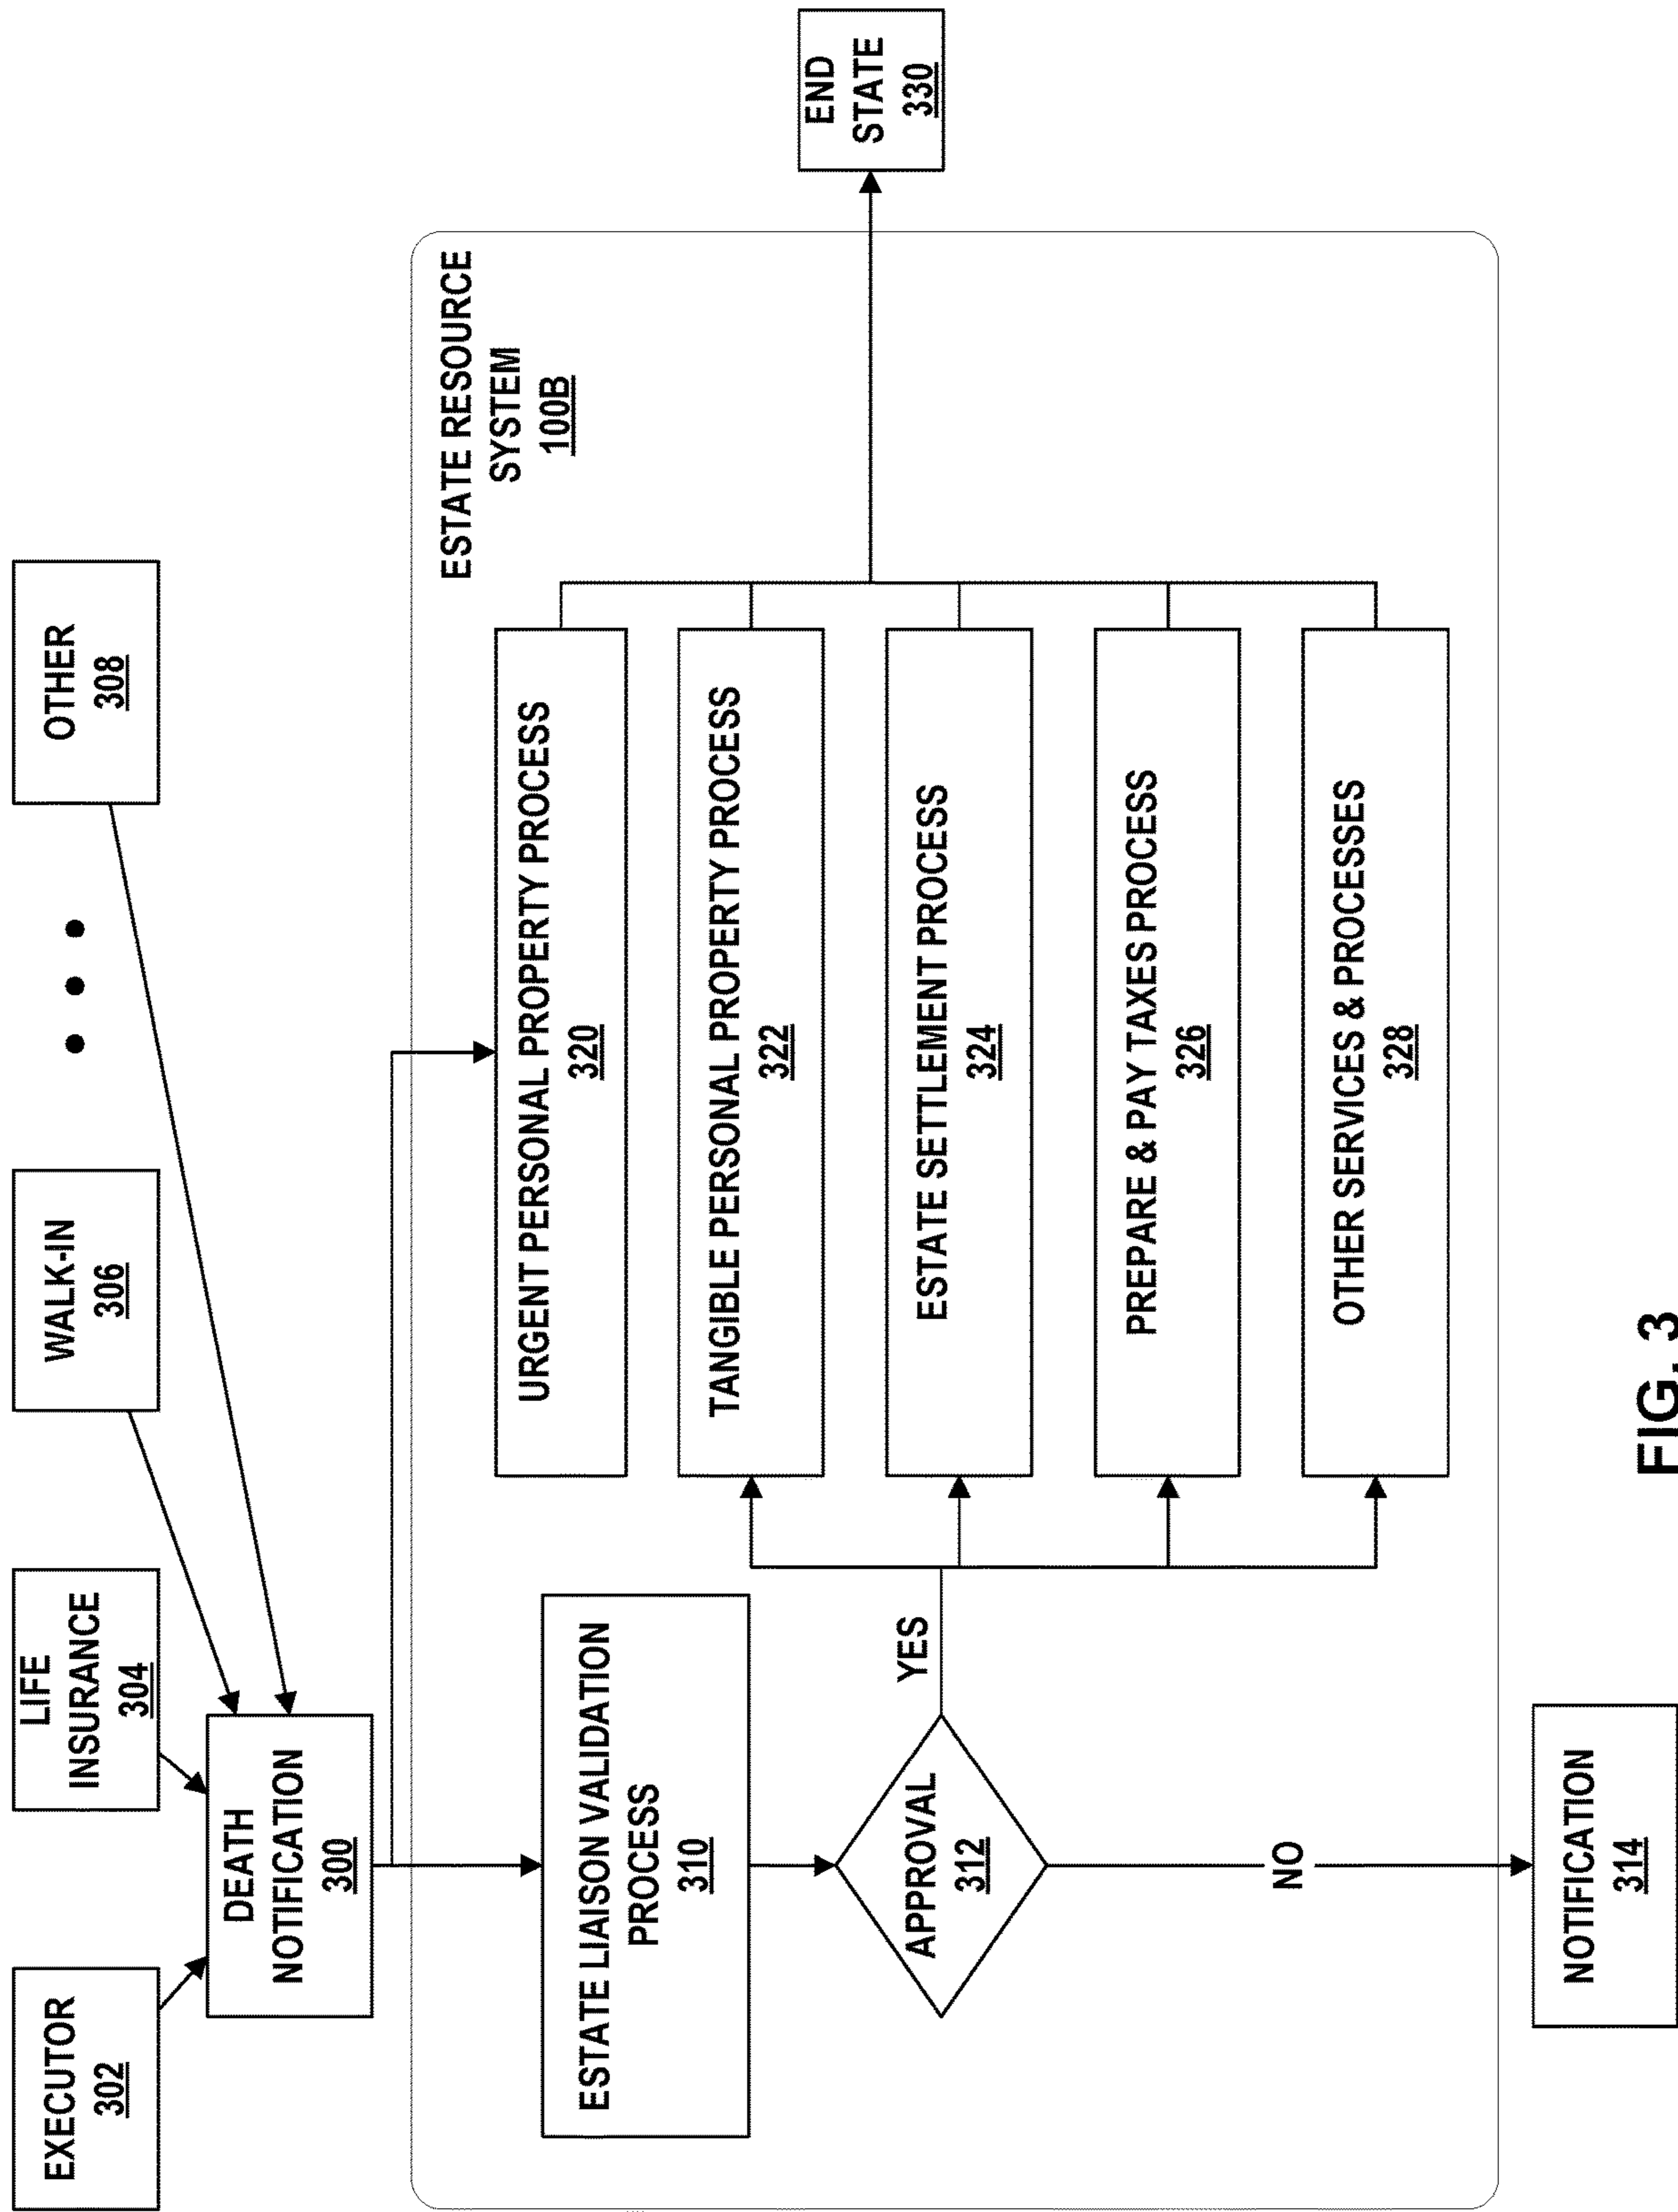 EXECUTOR
302
LIFE
INSURANCE
304
WALK-IN
306
OTHER
308
DEATH
NOTIFICATION
300
ESTATE RESOURCE
SYSTEM
100B
ESTATE LIAISON VALIDATION
PROCESS
310
APPROVAL
312
YES
NO
NOTIFICATION
314
URGENT PERSONAL PROPERTY PROCESS
320
TANGIBLE PERSONAL PROPERTY PROCESS
322
ESTATE SETTLEMENT PROCESS
324
PREPARE & PAY TAXES PROCESS
326
OTHER SERVICES & PROCESSES
328
END
STATE
330
FIG. 3